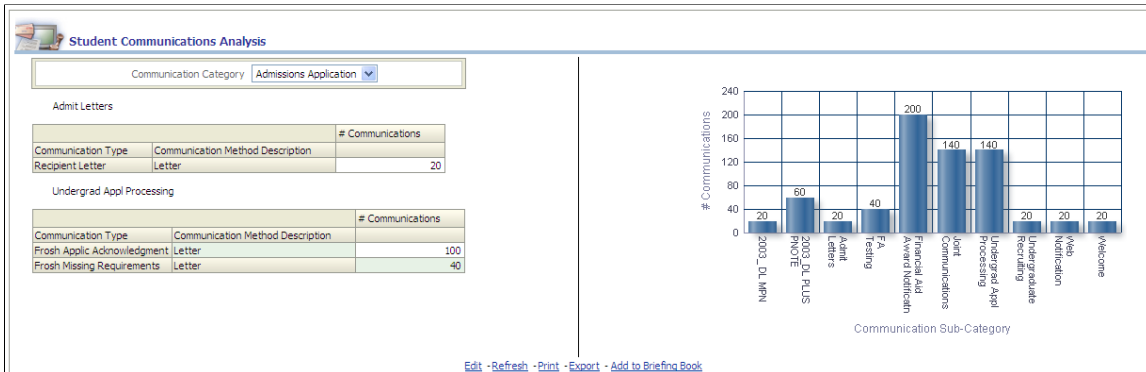 Student Communications Analysis
Communication Category Admissions Application
Admit Letters
# Communications
Communication Type Communication Method Description
Recipient Letter Letter 20
Undergrad Appl Processing
# Communications
Communication Type Communication Method Description
Frosh Applic Acknowledgment Letter 100
Frosh Missing Requirements Letter 40
# Communications
240
200
160
120
80
40
0
20
60
20
40
200
140
140
20
20
20
2003_ DL MPN
2003_DL PLUS
PNOTE
Admit
Letters
FA
Testing
Financial Aid
Award Notificatn
Joint
Communications
Undergrad Appl
Processing
Undergraduate
Recruiting
Web
Notification
Welcome
Communication Sub-Category
Edit - Refresh - Print - Export - Add to Briefing Book